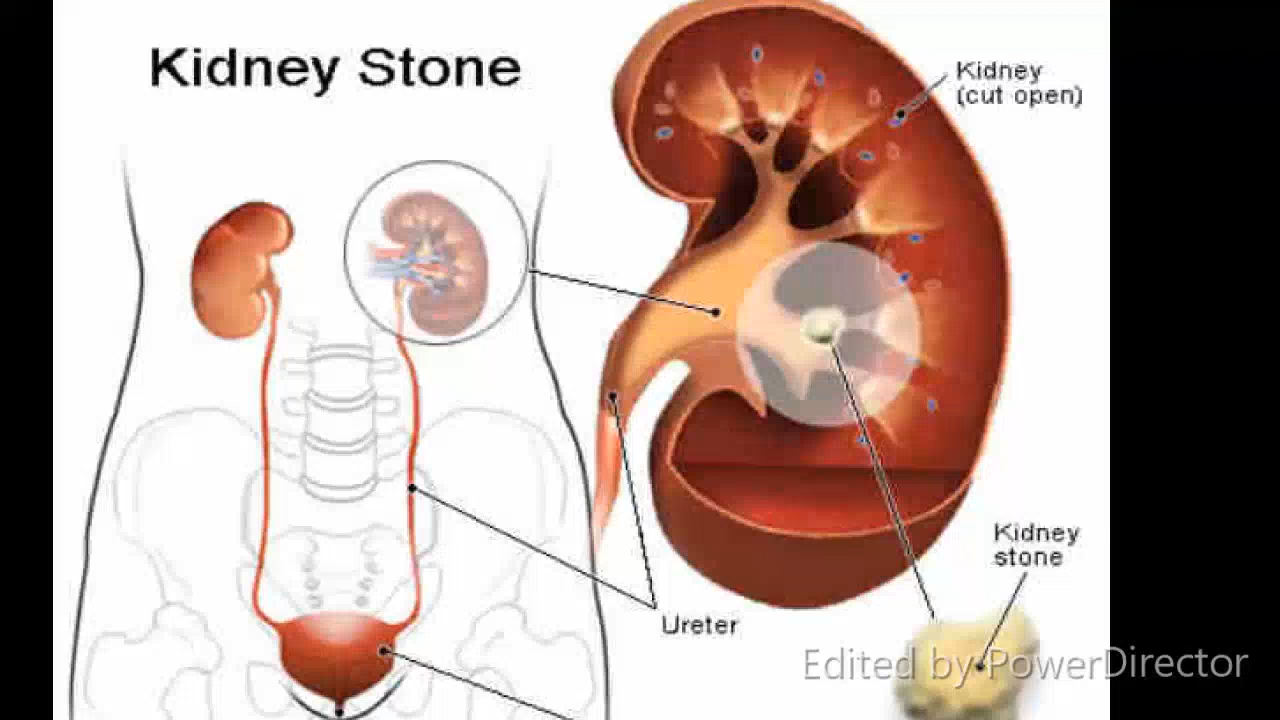 Kidney Stone
Kidney
(cut open)
Kidney
stone
Ureter
Edited by PowerDirector